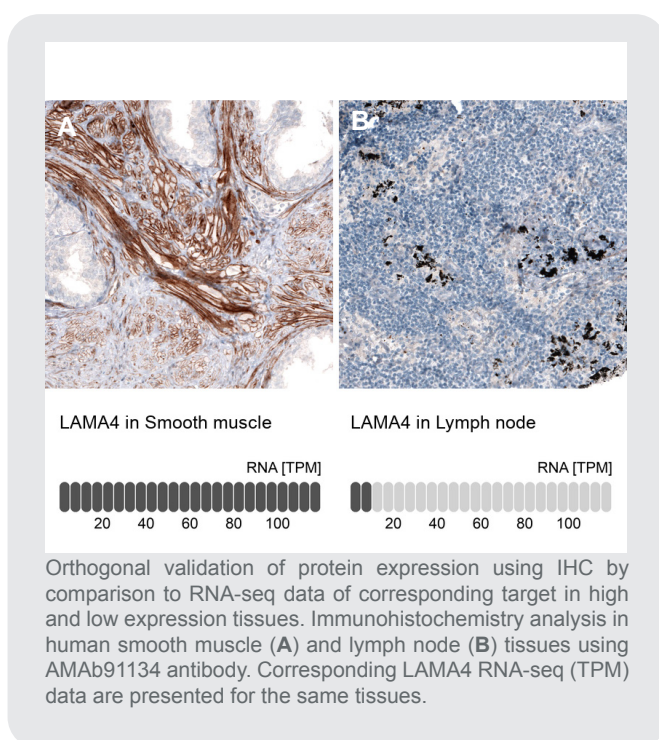 A
B
LAMA4 in Smooth muscle
LAMA4 in Lymph node
RNA [TPM]
RNA [TPM]
20 40 60 80 100
20 40 60 80 100
Orthogonal validation of protein expression using IHC by
comparison to RNA-seq data of corresponding target in high
and low expression tissues. Immunohistochemistry analysis in
human smooth muscle (A) and lymph node (B) tissues using
AMAb91134 antibody. Corresponding LAMA4 RNA-seq (TPM)
data are presented for the same tissues.